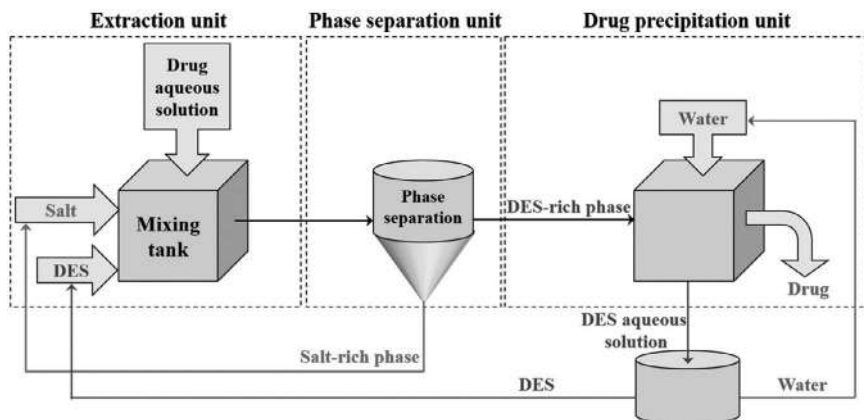 Extraction unit
Phase separation unit
Drug precipitation unit
Drug
aqueous
solution
Water
Salt
Mixing
tank
Phase
separation
DES-rich phase
DES
Drug
DES aqueous
solution
Salt-rich phase
DES
Water